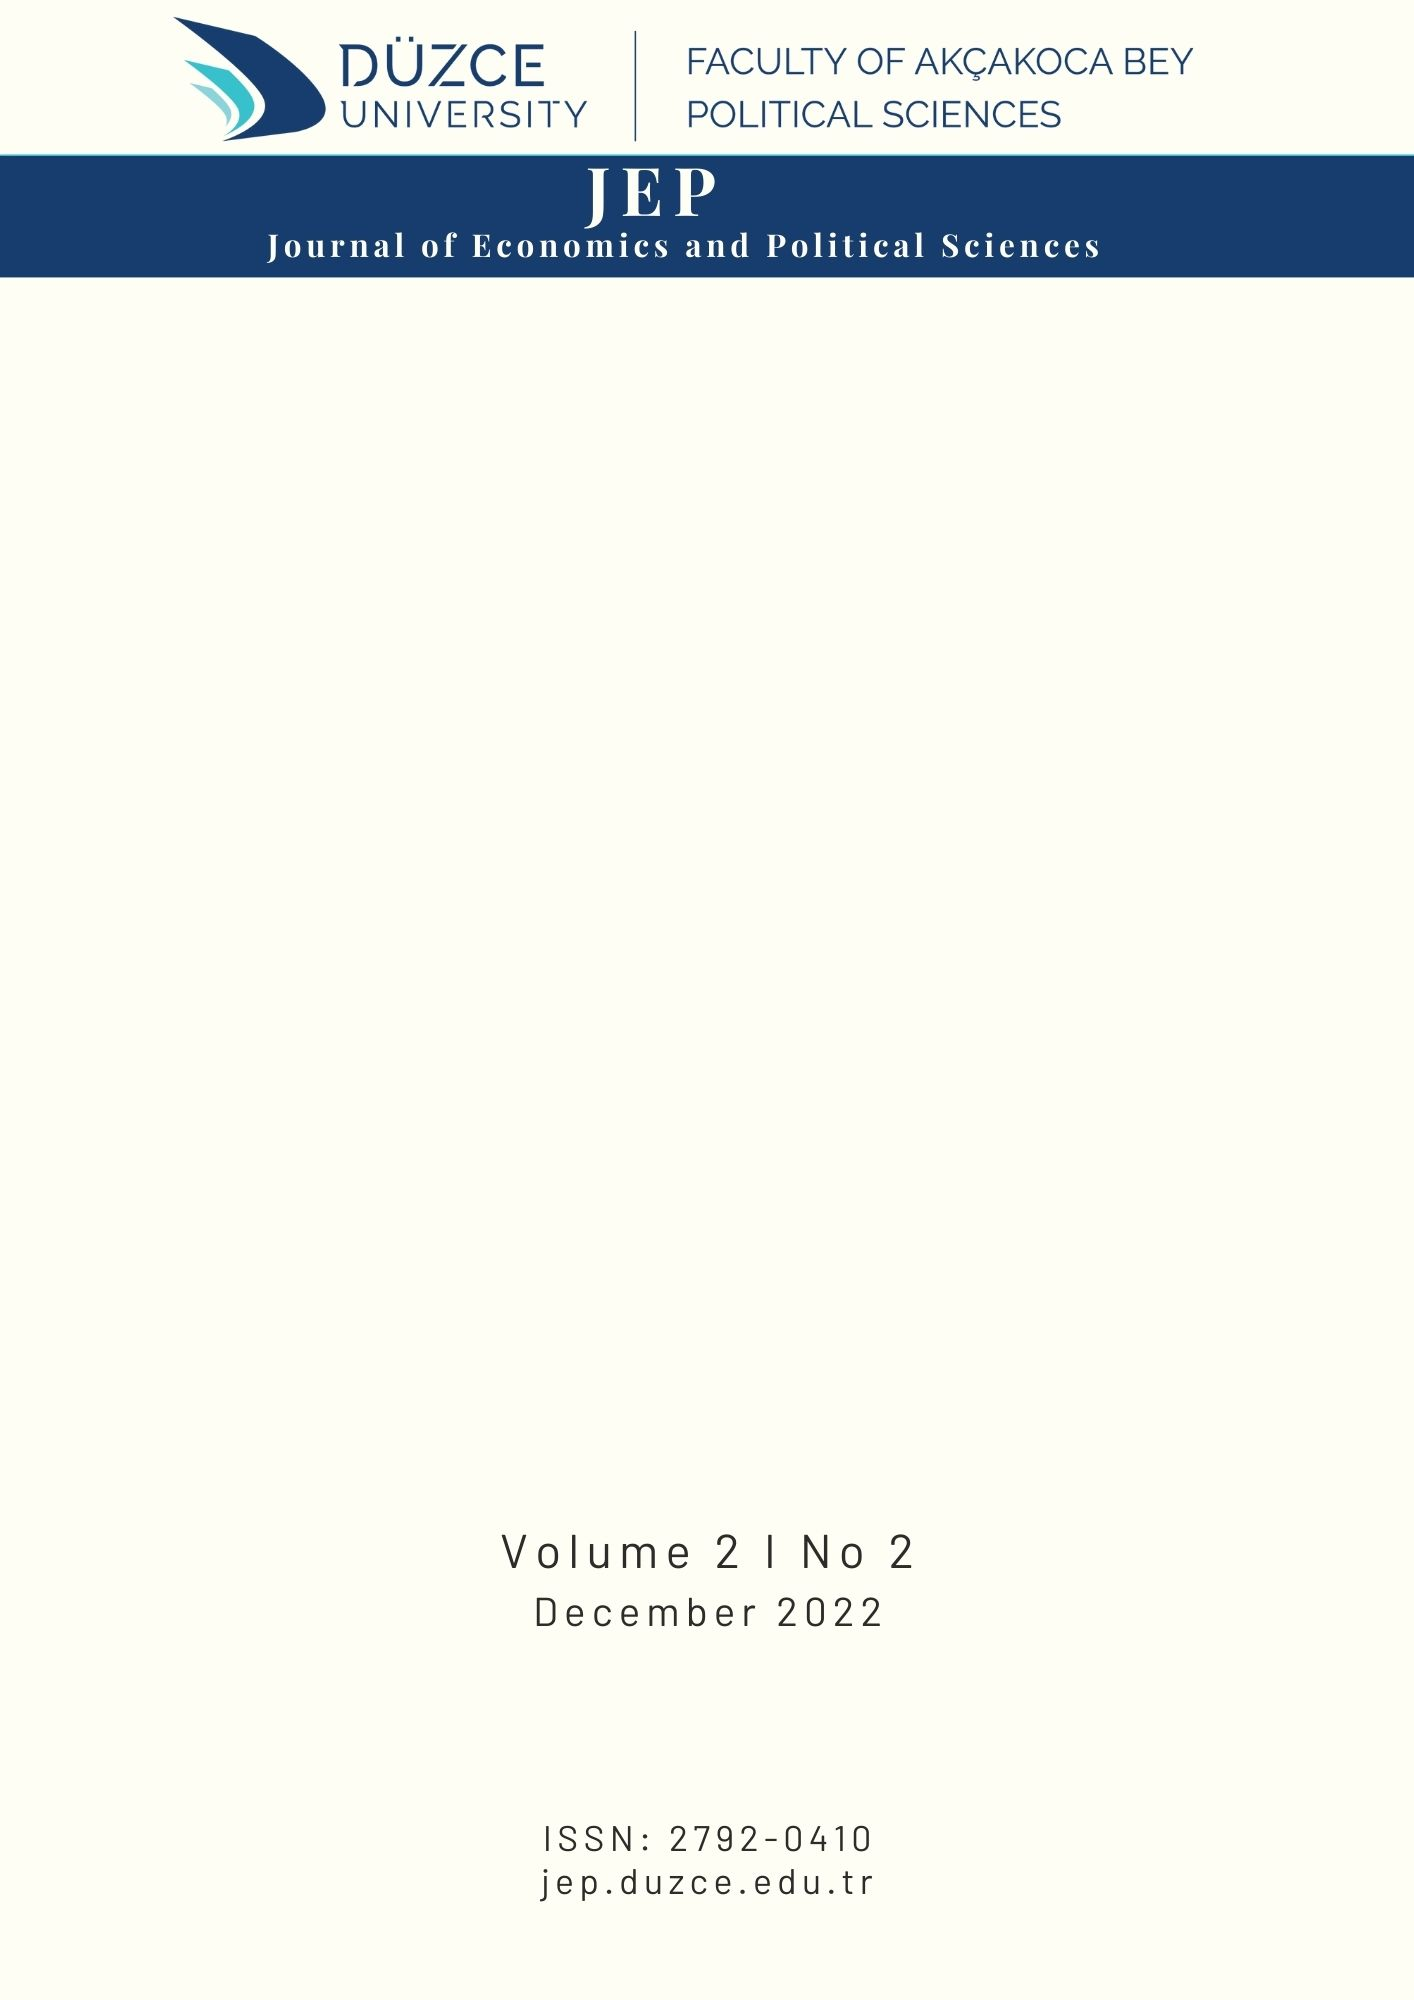 DÜZCE
UNIVERSITY
FACULTY OF AKÇAKOCA BEY
POLITICAL SCIENCES
JEP
Journal of Economics and Political Sciences
Volume 2 I No 2
December 2022
ISSN: 2792-0410
jep.duzce.edu.tr